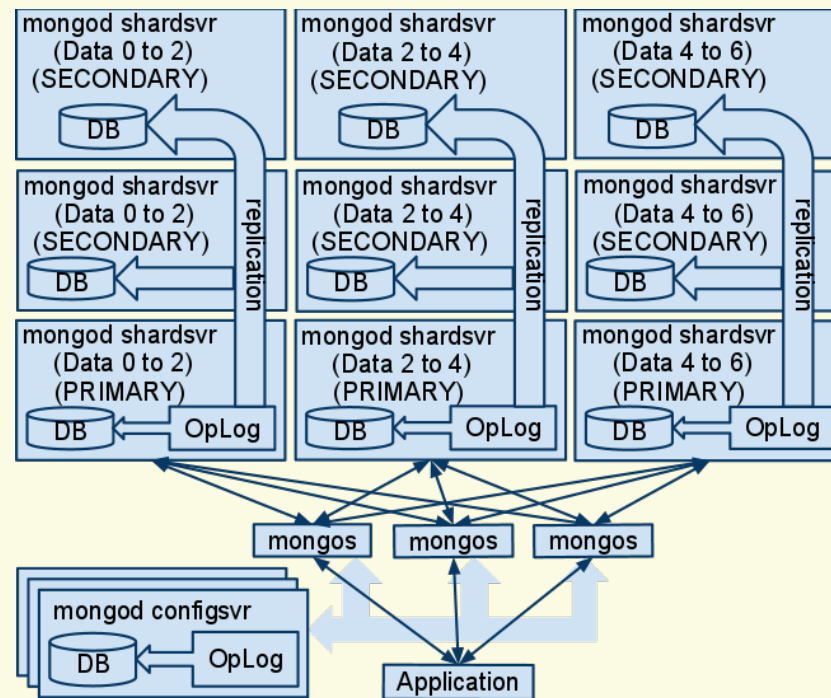 mongod shardsvr
(Data 0 to 2)
(SECONDARY)
DB
mongod shardsvr
(Data 2 to 4)
(SECONDARY)
DB
mongod shardsvr
(Data 4 to 6)
(SECONDARY)
DB
mongod shardsvr
(Data 0 to 2)
(SECONDARY)
DB
replication
mongod shardsvr
(Data 2 to 4)
(SECONDARY)
DB
replication
mongod shardsvr
(Data 4 to 6)
(SECONDARY)
DB
replication
mongod shardsvr
(Data 0 to 2)
(PRIMARY)
DB
OpLog
mongod shardsvr
(Data 2 to 4)
(PRIMARY)
DB
OpLog
mongod shardsvr
(Data 4 to 6)
(PRIMARY)
DB
OpLog
mongos
mongos
mongos
mongod configsvr
DB
OpLog
Application